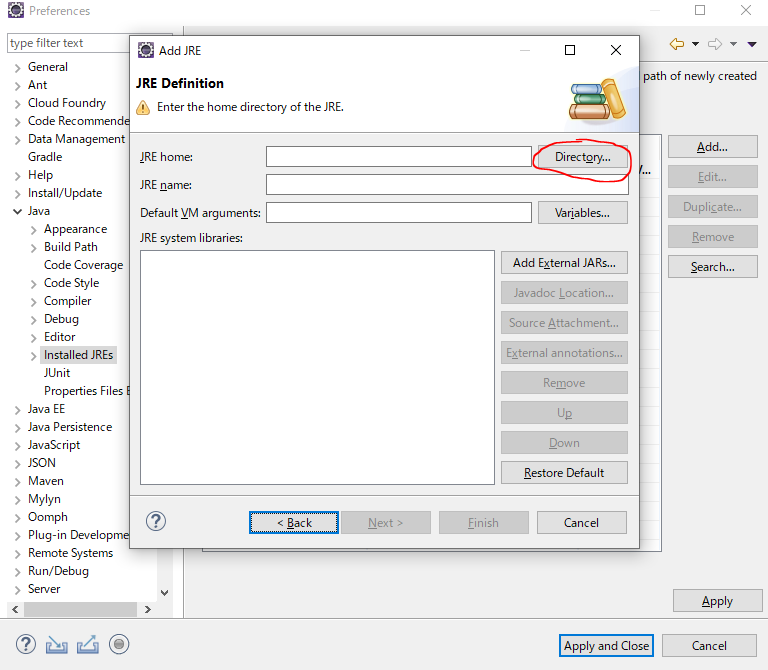 Preferences
type filter text
General
Ant
Cloud Foundry
Code Recommende
Data Management
Gradle
Help
Install/Update
Java
Appearance
Build Path
Code Coverage
Code Style
Compiler
Debug
Editor
Installed JREs
JUnit
Properties Files E
Java EE
Java Persistence
JavaScript
JSON
Maven
Mylyn
Oomph
Plug-in Developme
Remote Systems
Run/Debug
Server
Add JRE
JRE Definition
Enter the home directory of the JRE.
JRE home:
Directory...
JRE name:
Default VM arguments:
Variables...
JRE system libraries:
Add External JARs...
Javadoc Location...
Source Attachment...
External annotations...
Remove
Up
Down
Restore Default
< Back
Next >
Finish
Cancel
path of newly created
Add...
Edit...
Duplicate...
Remove
Search...
Apply
Apply and Close
Cancel